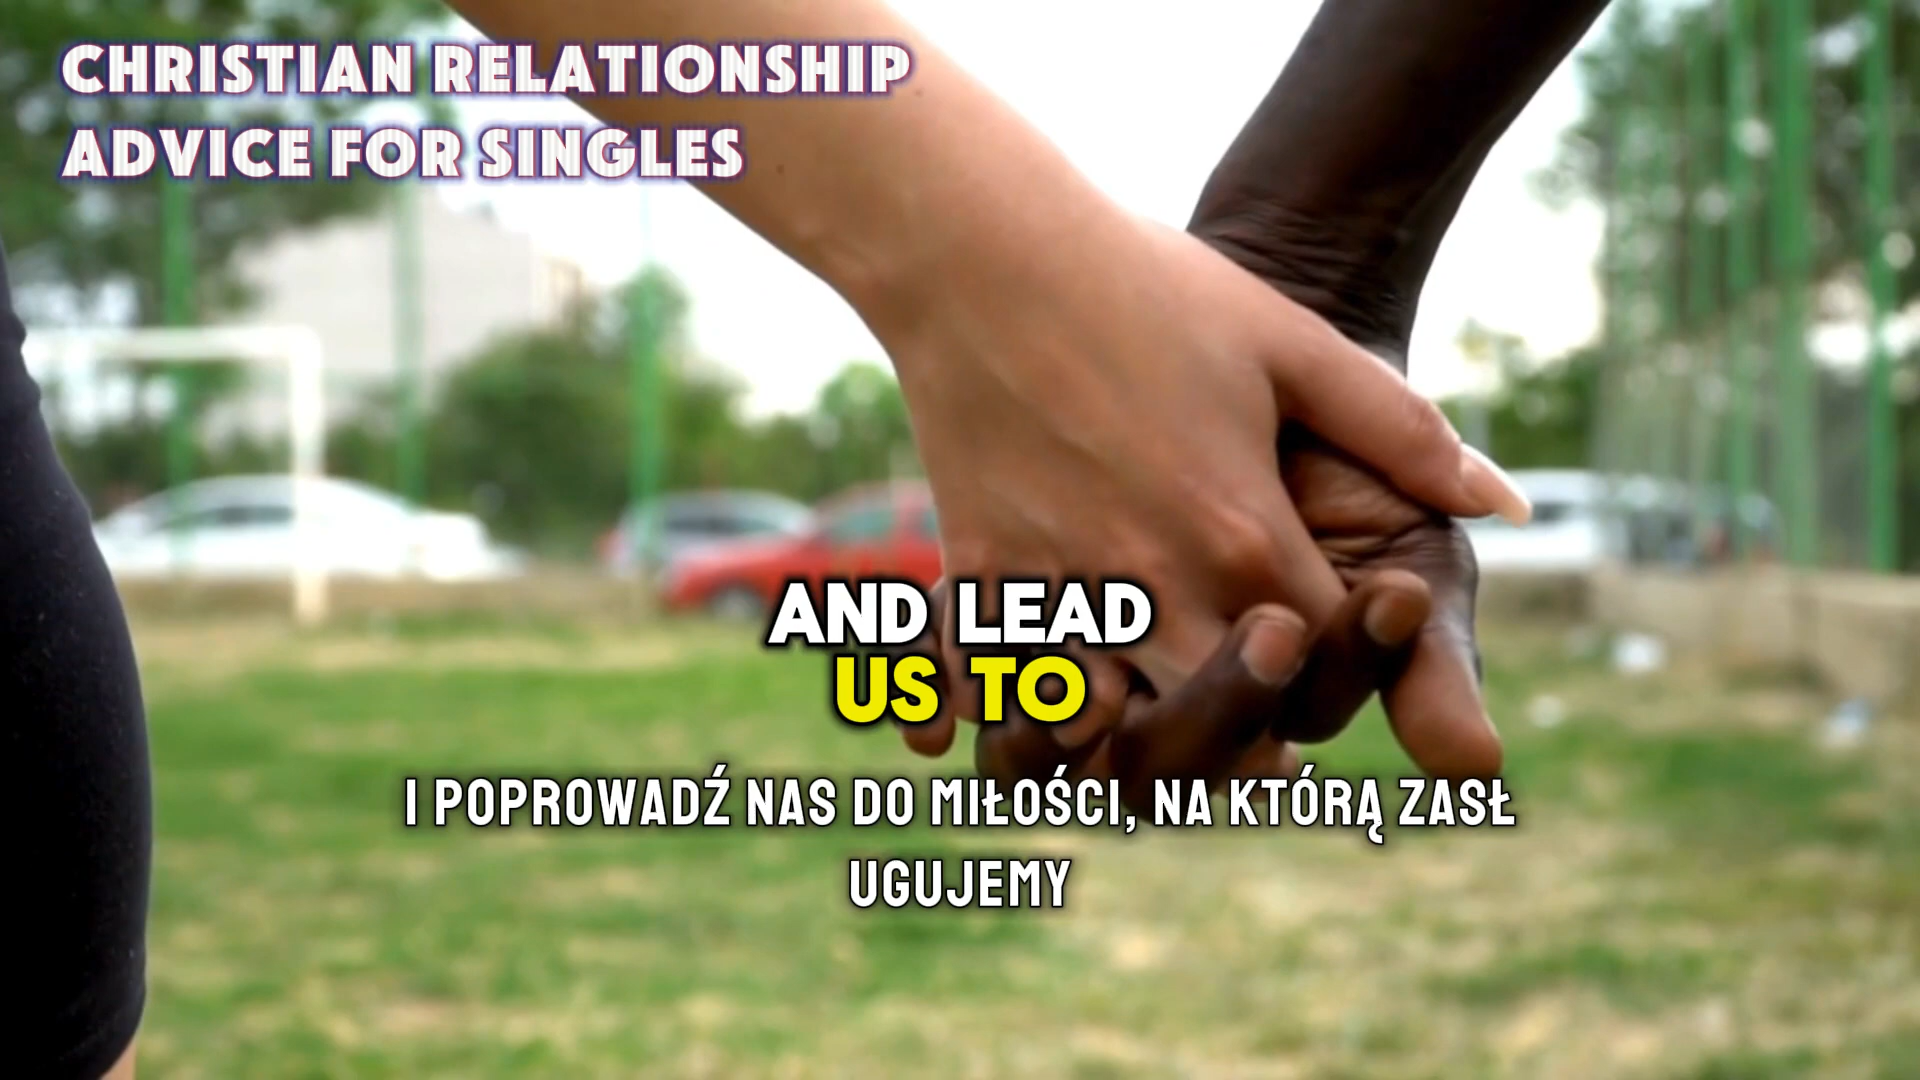 CHRISTIAN RELATIONSHIP
ADVICE FOR SINGLES
AND LEAD
US TO
I POPROWADŹ NAS DO MIŁOŚCI, NA KTÓRĄ ZASŁ
UGUJEMY